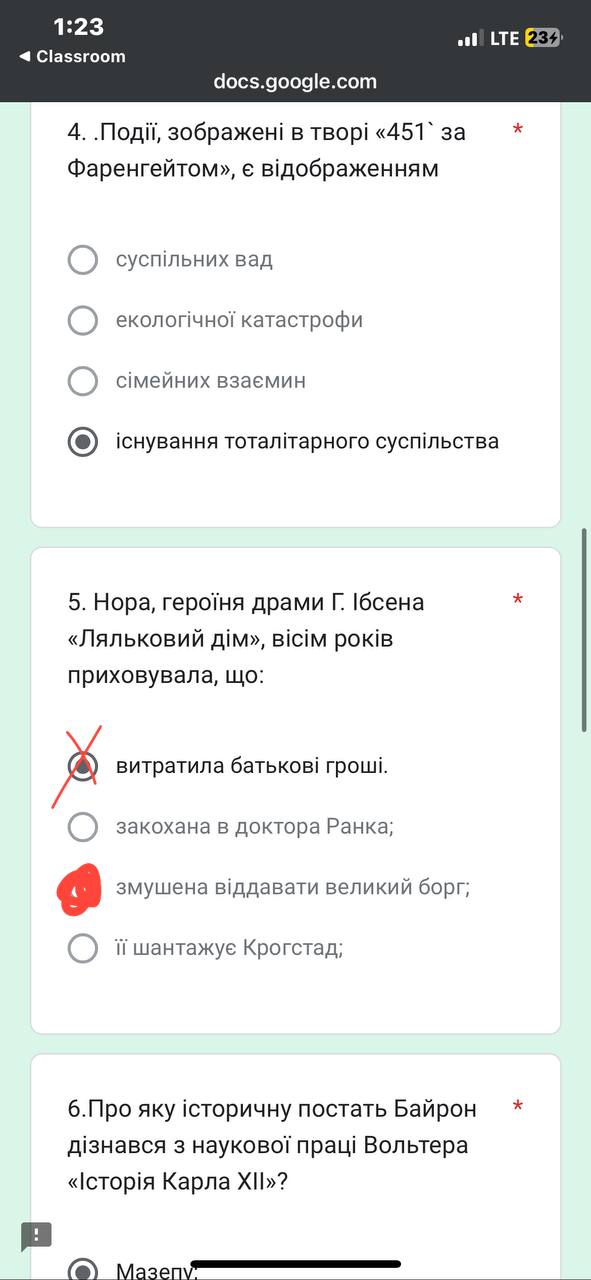 1:23
LTE 23
◄ Classroom
docs.google.com
4. .Події, зображені в творі «451` за *
Фаренгейтом», є відображенням
суспільних вад
екологічної катастрофи
сімейних взаємин
існування тоталітарного суспільства
5. Нора, героїня драми Г. Ібсена *
«Ляльковий дім», вісім років
приховувала, що:
витратила батькові гроші.
закохана в доктора Ранка;
змушена віддавати великий борг;
її шантажує Крогстад;
6.Про яку історичну постать Байрон *
дізнався з наукової праці Вольтера
«Історія Карла XII»?
Мазепу;